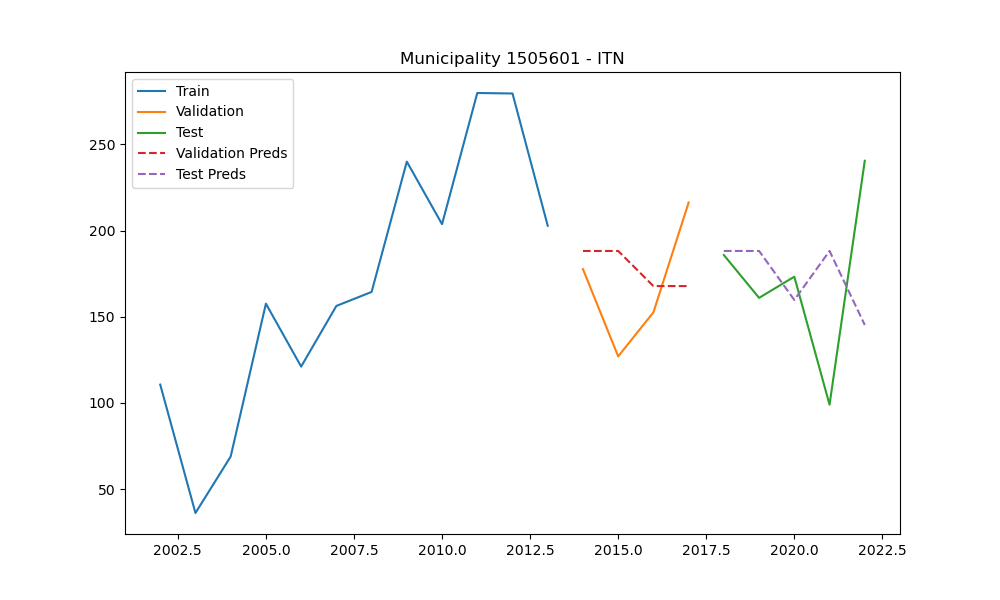 Municipality 1505601 - ITN
Train
Validation
Test
Validation Preds
Test Preds
250
200
150
100
50
2002.5 2005.0 2007.5 2010.0 2012.5 2015.0 2017.5 2020.0 2022.5